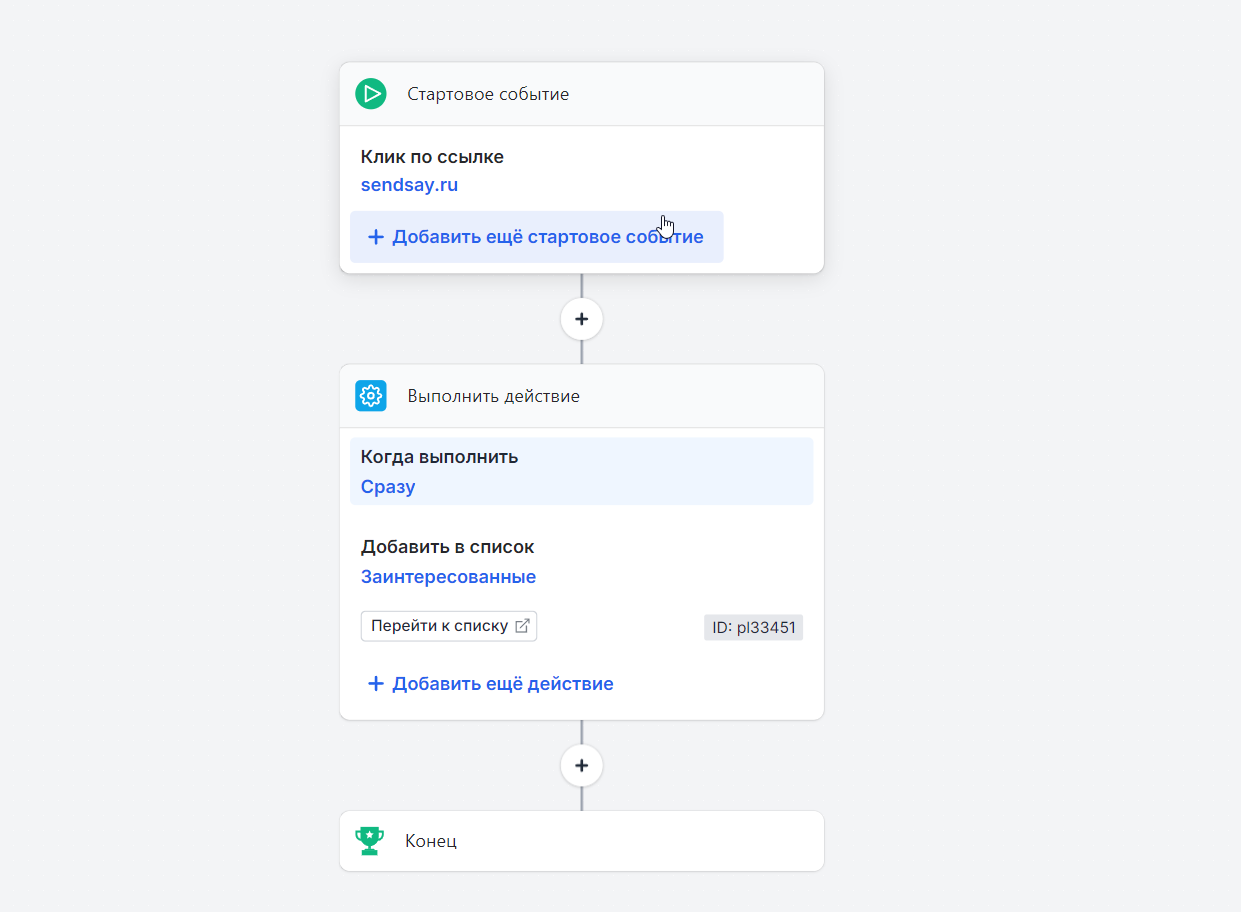 Стартовое событие
Клик по ссылке
sendsay.ru
+ Добавить ещё стартовое событие
+
Выполнить действие
Когда выполнить
Сразу
Добавить в список
Заинтересованные
Перейти к списку
ID: pl33451
+ Добавить ещё действие
+
Конец